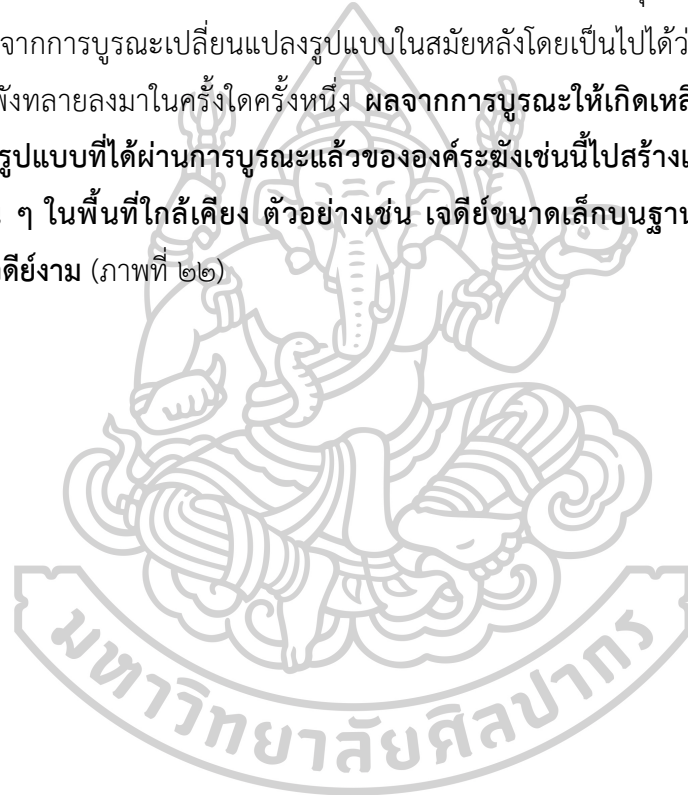 จากการบูรณะเปลี่ยนแปลงรูปแบบในสมัยหลังโดยเป็นไปได้ว่
พังทลายลงมาในครั้งใดครั้งหนึ่ง ผลจากการบูรณะให้เกิดเหลี
รูปแบบที่ได้ผ่านการบูรณะแล้วขององค์ระฆังเช่นนี้ไปสร้างเ
ๆ ในพื้นที่ใกล้เคียง ตัวอย่างเช่น เจดีย์ขนาดเล็กบนฐาน
ดีย์งาม (ภาพที่ ๒๒)
มหาวิทยาลัยศิลปากร